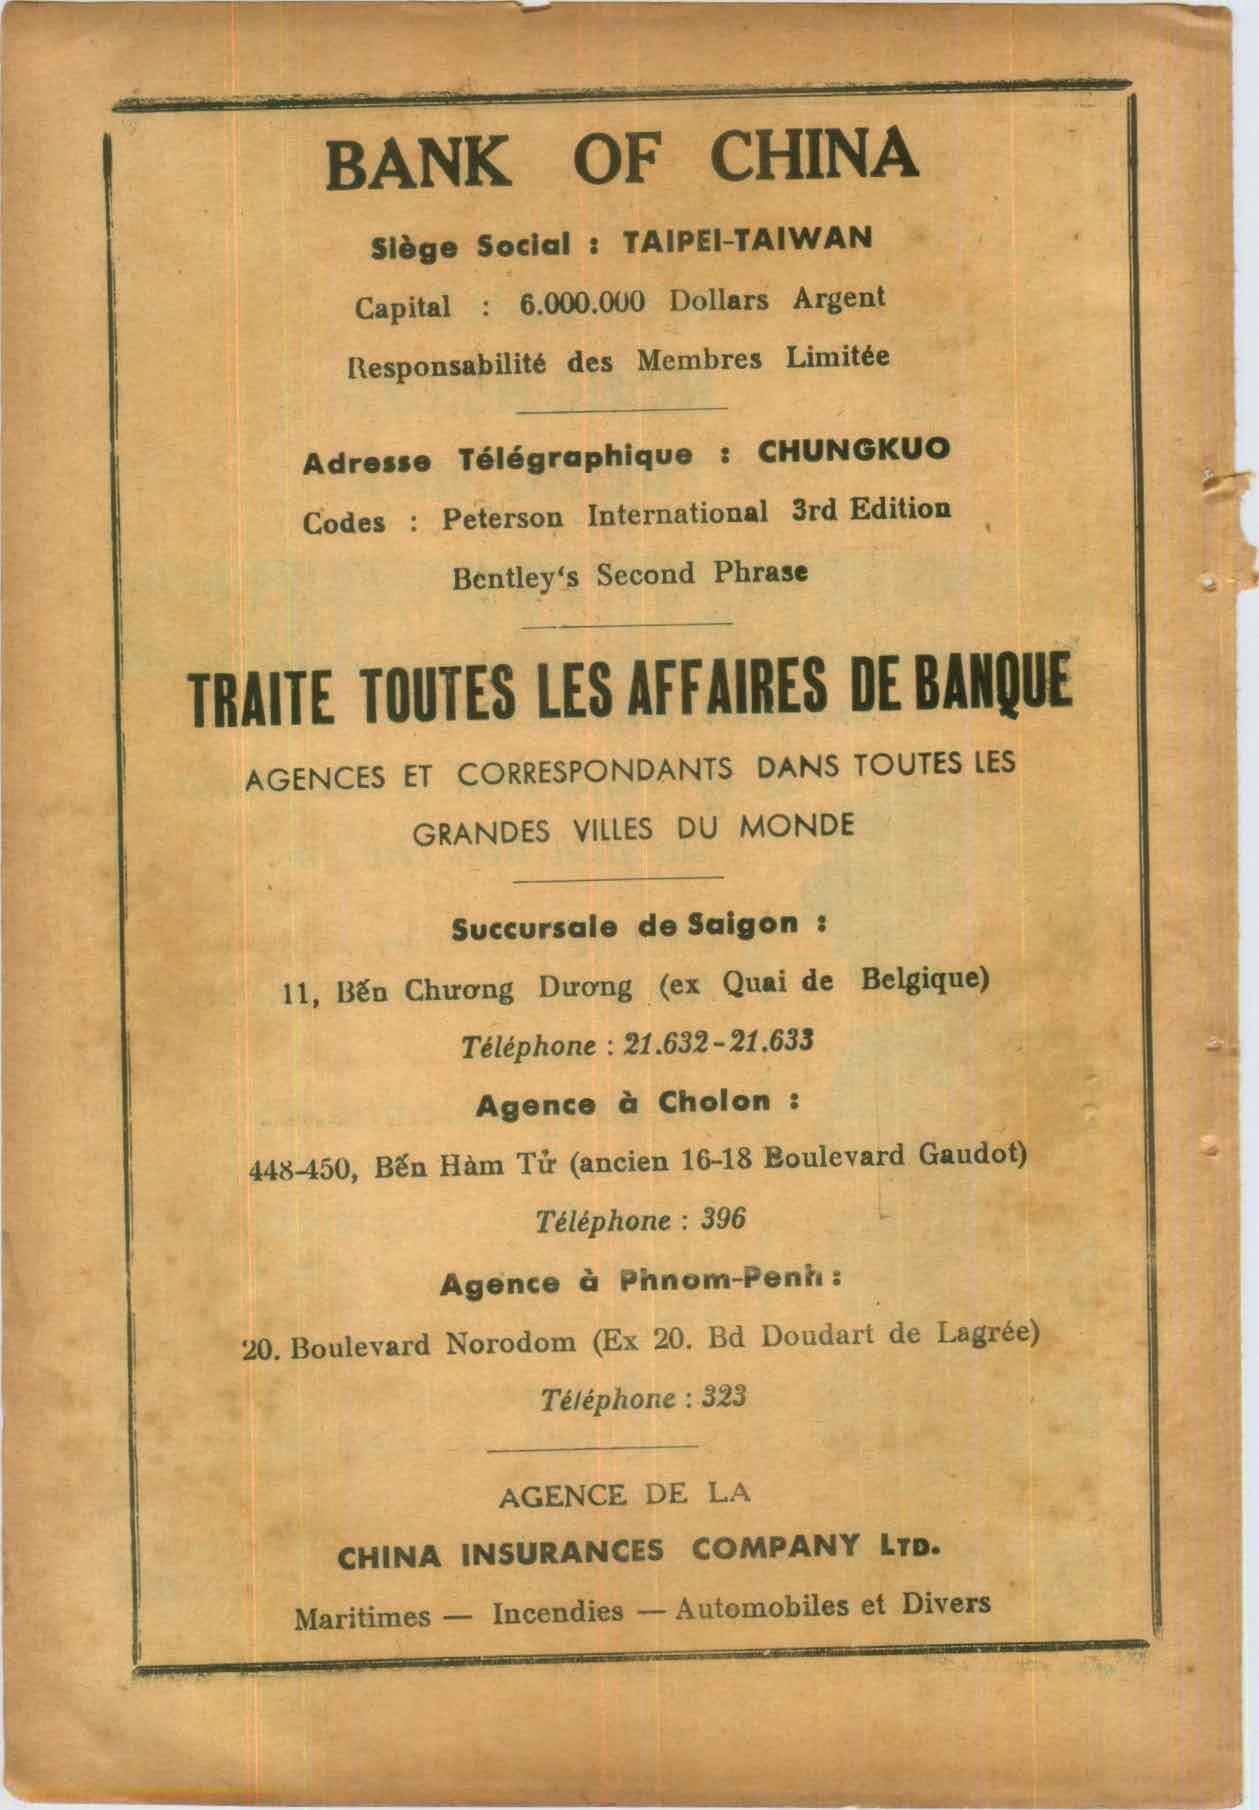 BANK OF CHINA
Siège Social : TAIPEI-TAIWAN
Capital : 6.000.000 Dollars Argent
Responsabilité des Membres Limitée
Adresse Télégraphique : CHUNGKUO
Codes : Peterson International 3rd Edition
Bentley‘s Second Phrase
TRAITE TOUTES LES AFFAIRES DE BANQUE
AGENCES ET CORRESPONDANTS DANS TOUTES LES
GRANDES VILLES DU MONDE
Succursale de Saigon :
11, Bến Chương Dương (ex Quai de Belgique)
Téléphone : 21.632-21.633
Agence à Cholon :
448-450, Bến Hàm Tử (ancien 16-18 Boulevard Gaudot)
Téléphone : 396
Agence à Phnom-Penh :
20. Boulevard Norodom (Ex 20. Bd Doudart de Lagrée)
Téléphone : 323
AGENCE DE LA
CHINA INSURANCES COMPANY LTD.
Maritimes — Incendies — Automobiles et Divers